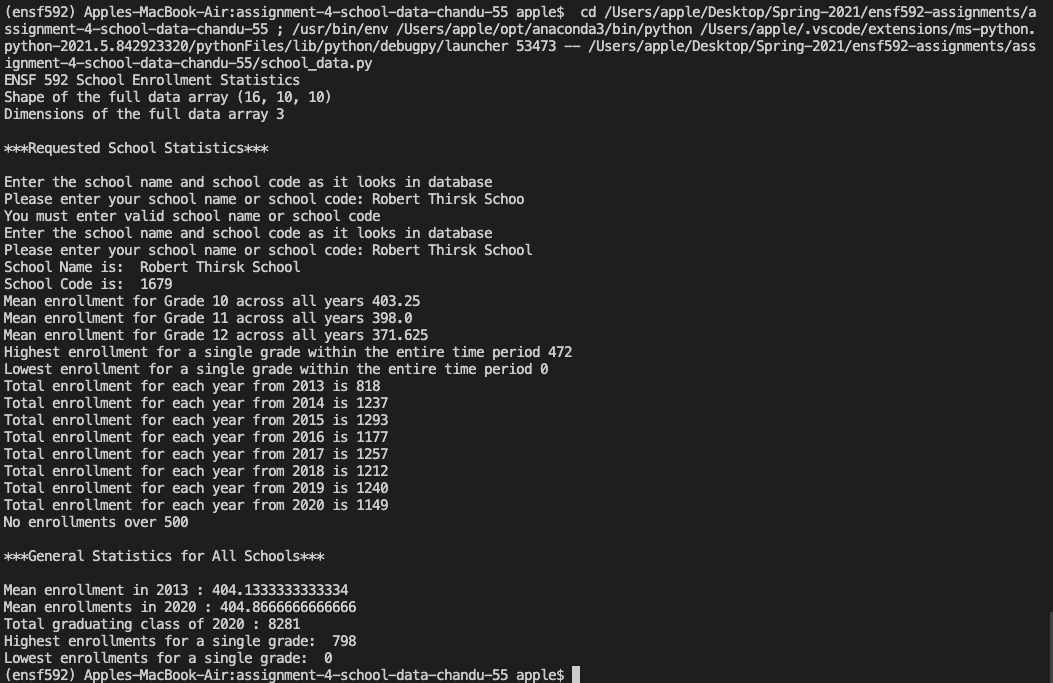 (ensf592) Apples-MacBook-Air:assignment-4-school-data-chandu-55 apple$  cd /Users/apple/Desktop/Spring-2021/ensf592-assignments/a
ssignment-4-school-data-chandu-55 ; /usr/bin/env /Users/apple/opt/anaconda3/bin/python /Users/apple/.vscode/extensions/ms-python.
python-2021.5.842923320/pythonFiles/lib/python/debugpy/launcher 53473 -- /Users/apple/Desktop/Spring-2021/ensf592-assignments/ass
ignment-4-school-data-chandu-55/school_data.py
ENSF 592 School Enrollment Statistics
Shape of the full data array (16, 10, 10)
Dimensions of the full data array 3

***Requested School Statistics***

Enter the school name and school code as it looks in database
Please enter your school name or school code: Robert Thirsk Schoo
You must enter valid school name or school code
Enter the school name and school code as it looks in database
Please enter your school name or school code: Robert Thirsk School
School Name is:  Robert Thirsk School
School Code is:  1679
Mean enrollment for Grade 10 across all years 403.25
Mean enrollment for Grade 11 across all years 398.0
Mean enrollment for Grade 12 across all years 371.625
Highest enrollment for a single grade within the entire time period 472
Lowest enrollment for a single grade within the entire time period 0
Total enrollment for each year from 2013 is 818
Total enrollment for each year from 2014 is 1237
Total enrollment for each year from 2015 is 1293
Total enrollment for each year from 2016 is 1177
Total enrollment for each year from 2017 is 1257
Total enrollment for each year from 2018 is 1212
Total enrollment for each year from 2019 is 1240
Total enrollment for each year from 2020 is 1149
No enrollments over 500

***General Statistics for All Schools***

Mean enrollment in 2013 : 404.1333333333334
Mean enrollments in 2020 : 404.8666666666666
Total graduating class of 2020 : 8281
Highest enrollments for a single grade:  798
Lowest enrollments for a single grade:  0
(ensf592) Apples-MacBook-Air:assignment-4-school-data-chandu-55 apple$